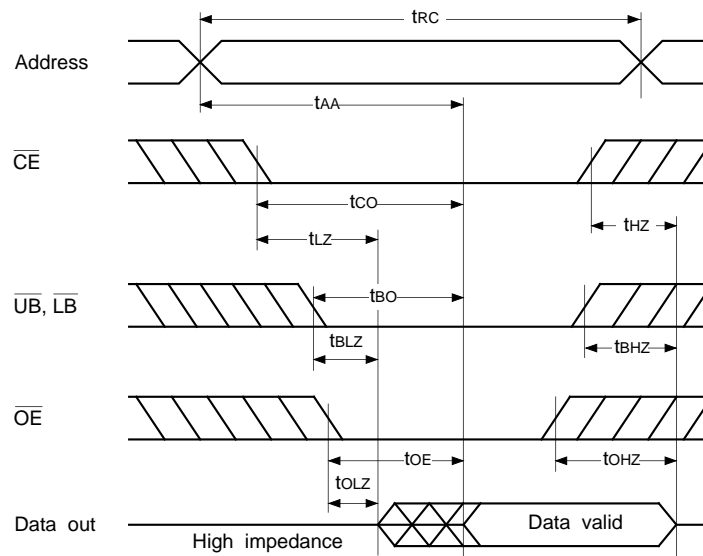 tRC
Address
tAA
CE
tCO
tLZ
tHZ
UB, LB
tBO
tBLZ
tBHZ
OE
tOE
tOHZ
tOLZ
Data out
High impedance
Data valid